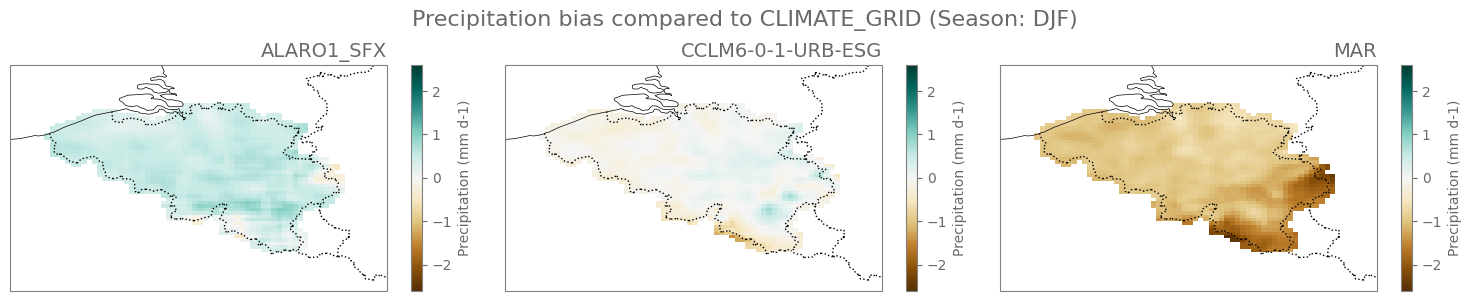 Precipitation bias compared to CLIMATE_GRID (Season: DJF)
ALARO1_SFX
2
1
0
−1
−2
Precipitation (mm d-1)
CCLM6-0-1-URB-ESG
2
1
0
−1
−2
Precipitation (mm d-1)
MAR
2
1
0
−1
−2
Precipitation (mm d-1)